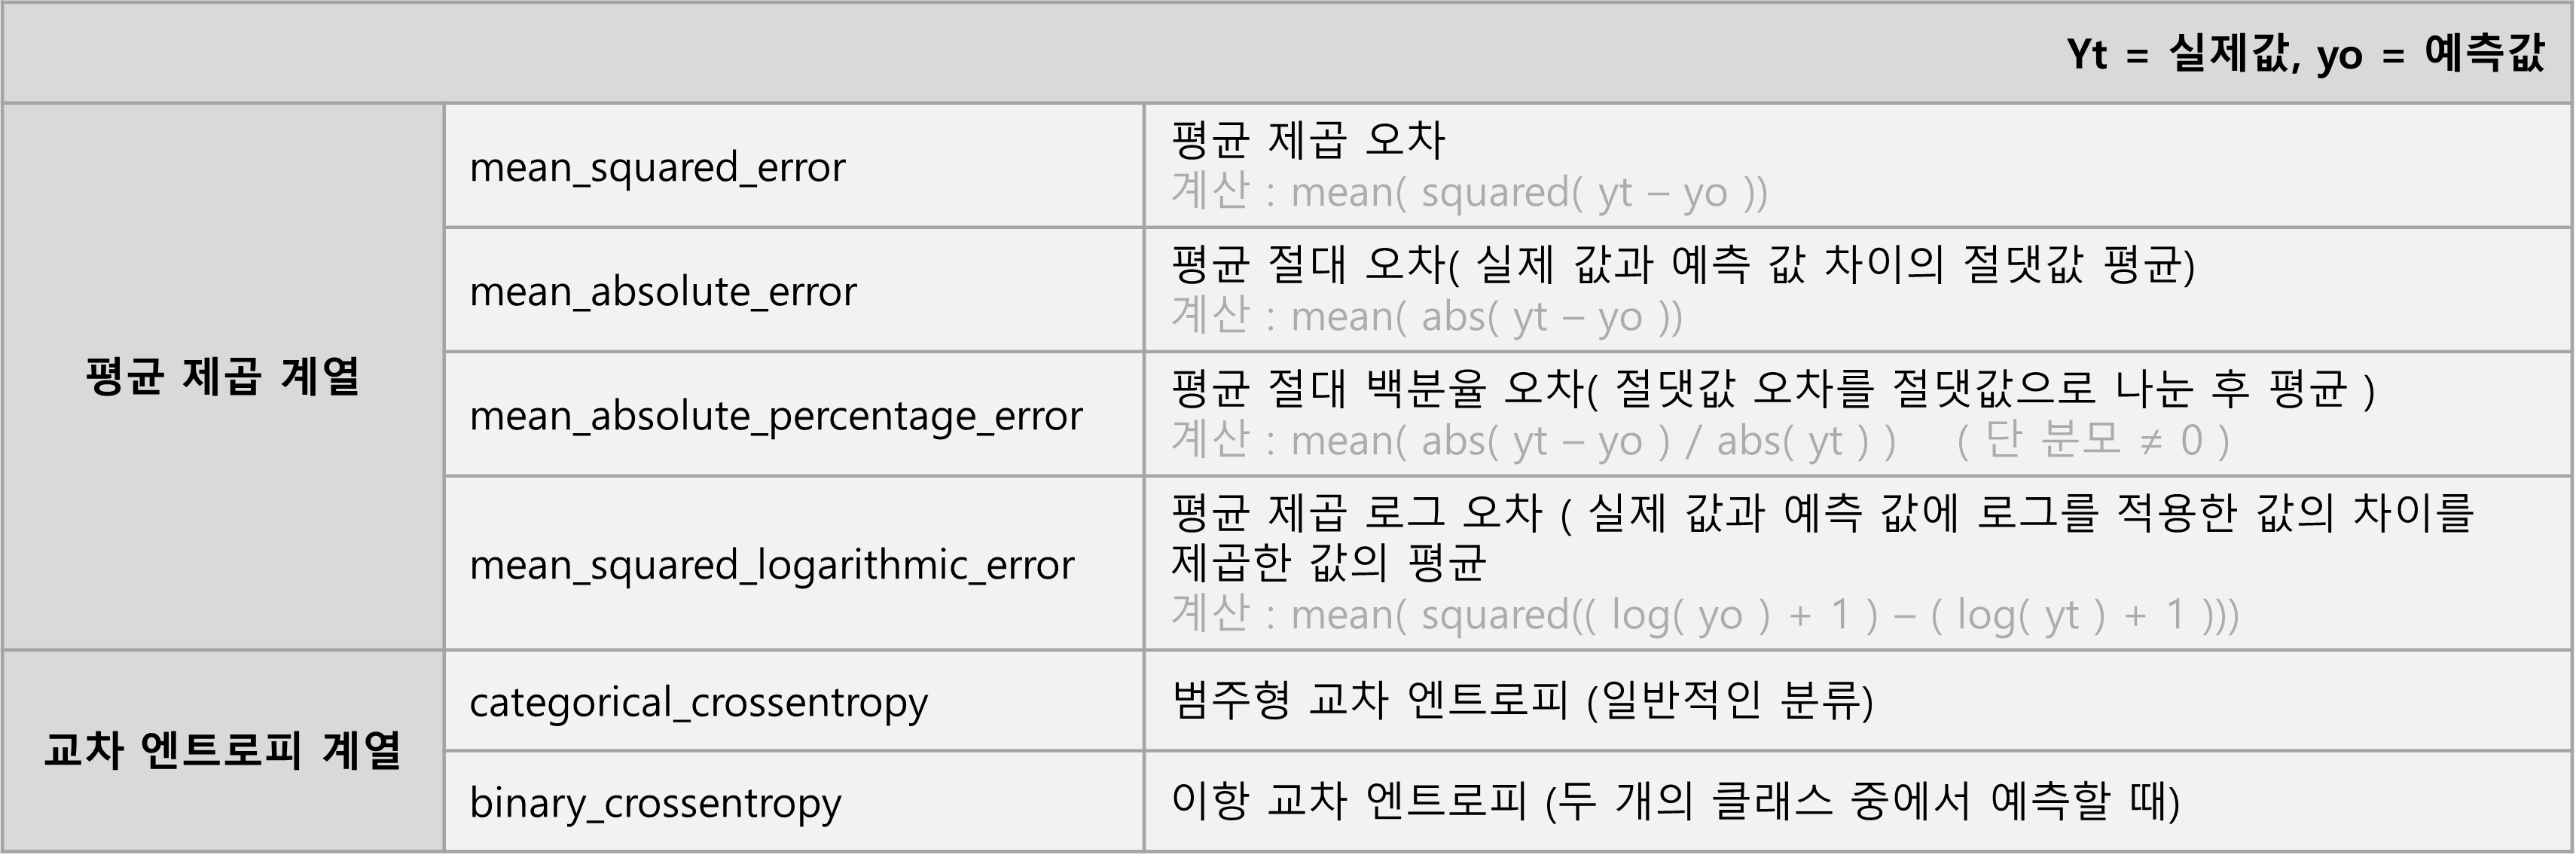 Yt = 실제값, yo = 예측값
평균 제곱 계열
mean_squared_error
평균 제곱 오차
계산 : mean( squared( yt – yo ))
mean_absolute_error
평균 절대 오차( 실제 값과 예측 값 차이의 절댓값 평균)
계산 : mean( abs( yt – yo ))
mean_absolute_percentage_error
평균 절대 백분율 오차( 절댓값 오차를 절댓값으로 나눈 후 평균 )
계산 : mean( abs( yt – yo ) / abs( yt ) ) ( 단 분모 ≠ 0 )
mean_squared_logarithmic_error
평균 제곱 로그 오차 ( 실제 값과 예측 값에 로그를 적용한 값의 차이를
제곱한 값의 평균
계산 : mean( squared(( log( yo ) + 1 ) – ( log( yt ) + 1 )))
교차 엔트로피 계열
categorical_crossentropy
범주형 교차 엔트로피 (일반적인 분류)
binary_crossentropy
이항 교차 엔트로피 (두 개의 클래스 중에서 예측할 때)